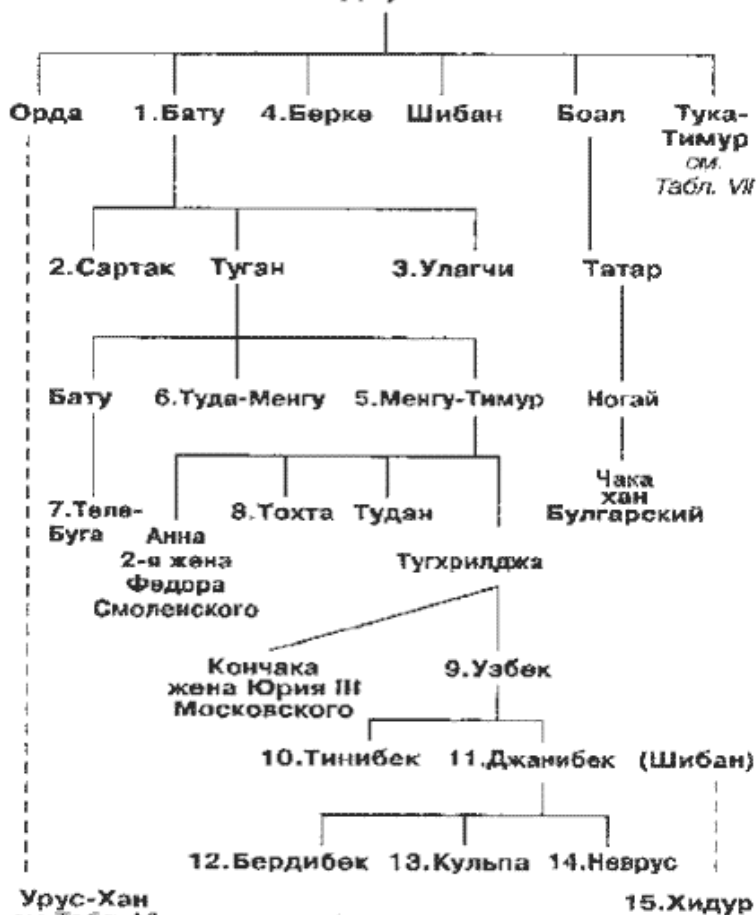 Орда 1.Бату 4.Берке Шибан Боал Тука-
Тимур
см.
Табл. VII
2.Сартак Туган 3.Улагчи Татар
Бату 6.Туда-Менгу 5.Менгу-Тимур Ногай
7.Теле-
Буга
Анна
2-я жена
Федора
Смоленского
8.Тохта Тудан
Чака
хан
Булгарский
Тугхрилджа
Кончака
жена Юрия III
Московского
9.Узбек
10.Тинибек 11.Джанибек (Шибан)
12.Бердибек 13.Кульпа 14.Неврус
Урус-Хан
15.Хидур